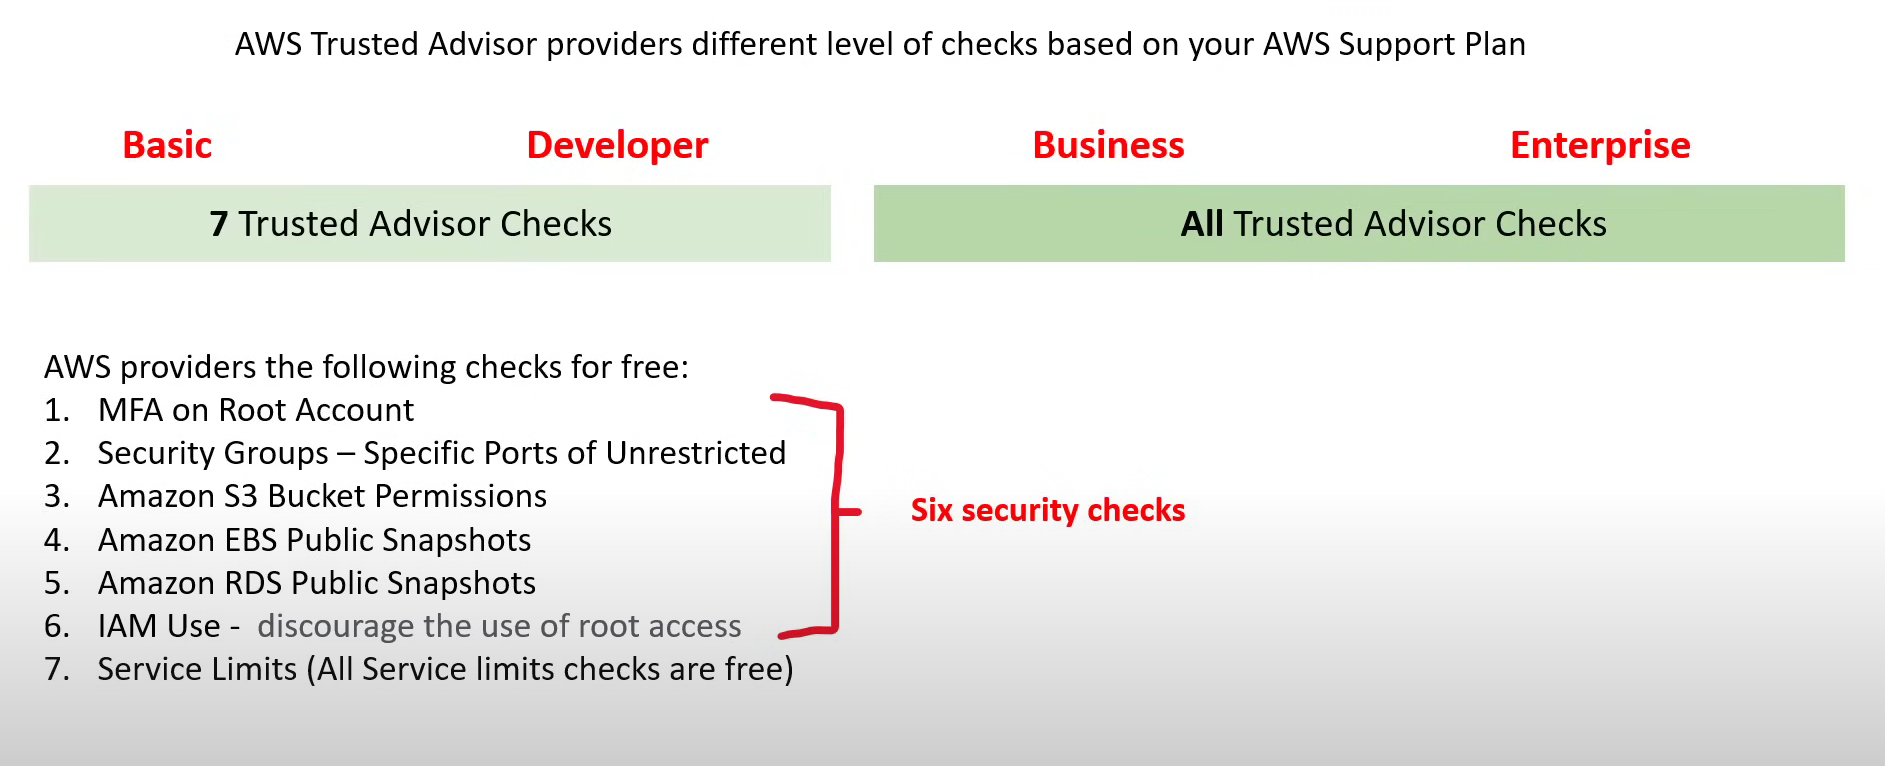 AWS Trusted Advisor providers different level of checks based on your AWS Support Plan
Basic
Developer
Business
Enterprise
7 Trusted Advisor Checks
All Trusted Advisor Checks
AWS providers the following checks for free:
1. MFA on Root Account
2. Security Groups – Specific Ports of Unrestricted
3. Amazon S3 Bucket Permissions
4. Amazon EBS Public Snapshots
5. Amazon RDS Public Snapshots
6. IAM Use - discourage the use of root access
7. Service Limits (All Service limits checks are free)
Six security checks